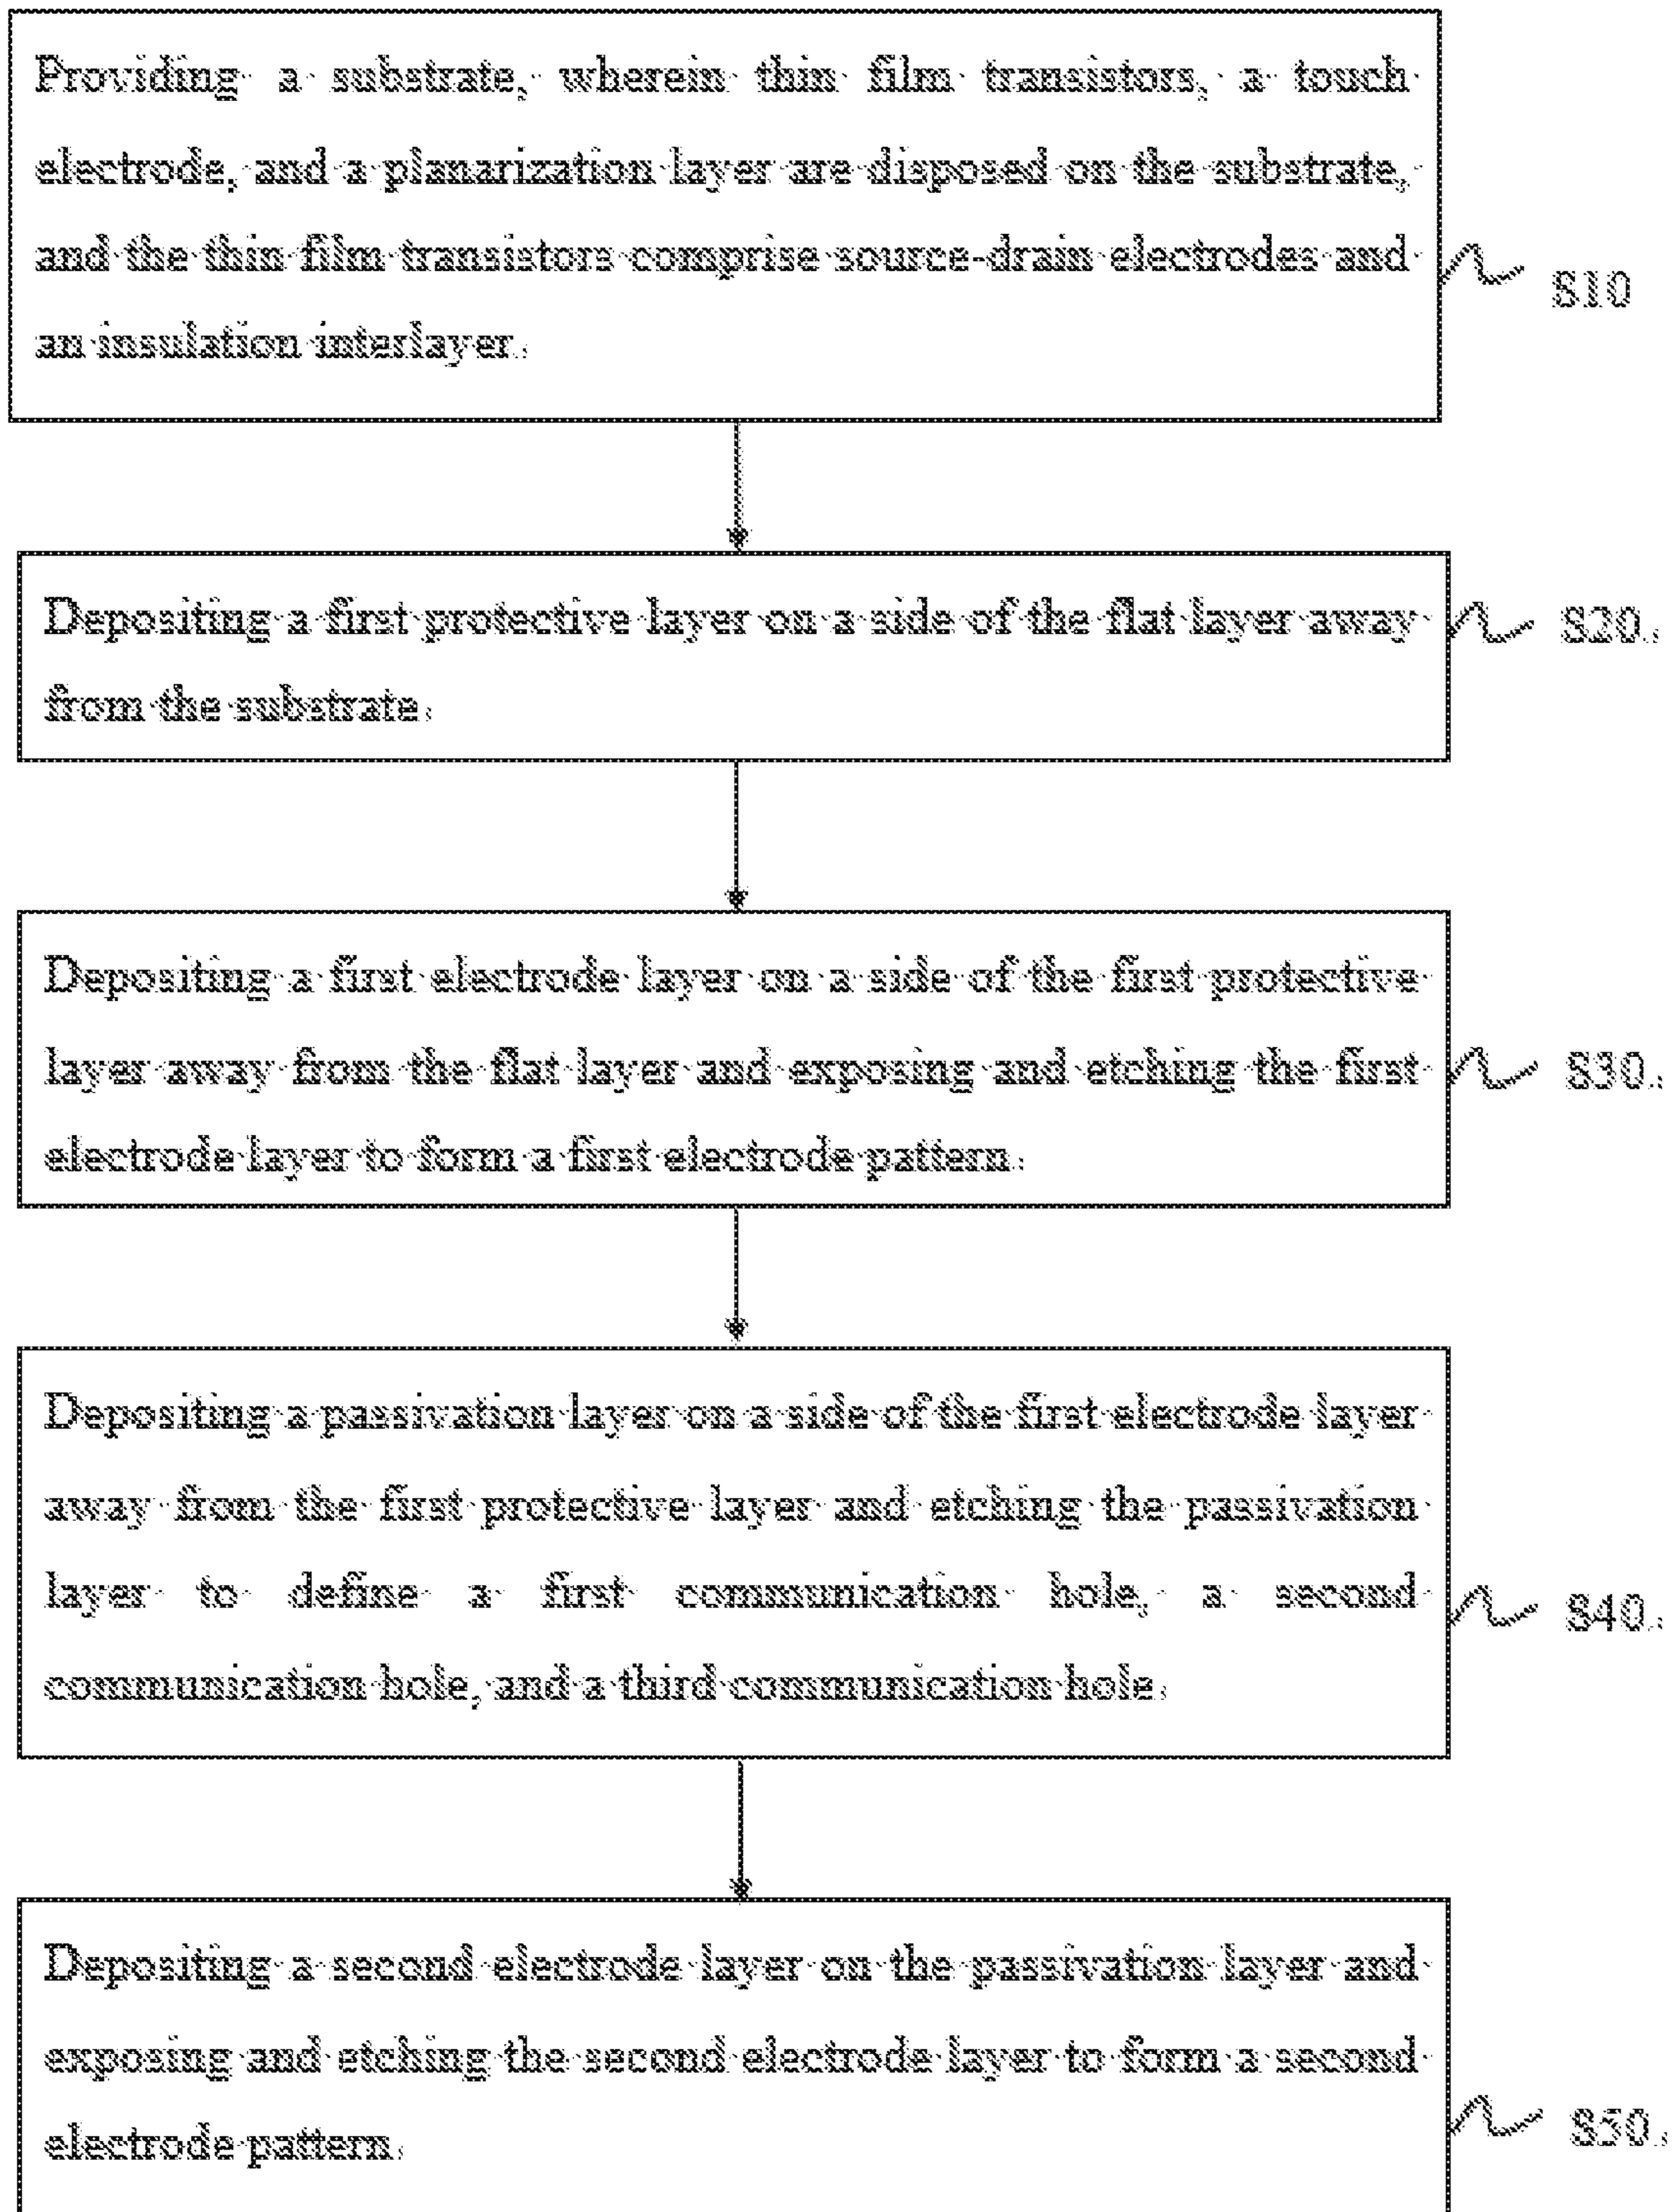 Providing a substrate, wherein thin film transistors, a touch
electrode, and a planarization layer are disposed on the substrate,
and the thin film transistors comprise source-drain electrodes and
an insulation interlayer.
S10
Depositing a first protective layer on a side of the flat layer away
from the substrate.
S20
Depositing a first electrode layer on a side of the first protective
layer away from the flat layer and exposing and etching the first
electrode layer to form a first electrode pattern.
S30
Depositing a passivation layer on a side of the first electrode layer
away from the first protective layer and etching the passivation
layer to define a first communication hole, a second
communication hole, and a third communication hole.
S40
Depositing a second electrode layer on the passivation layer and
exposing and etching the second electrode layer to form a second
electrode pattern.
S50